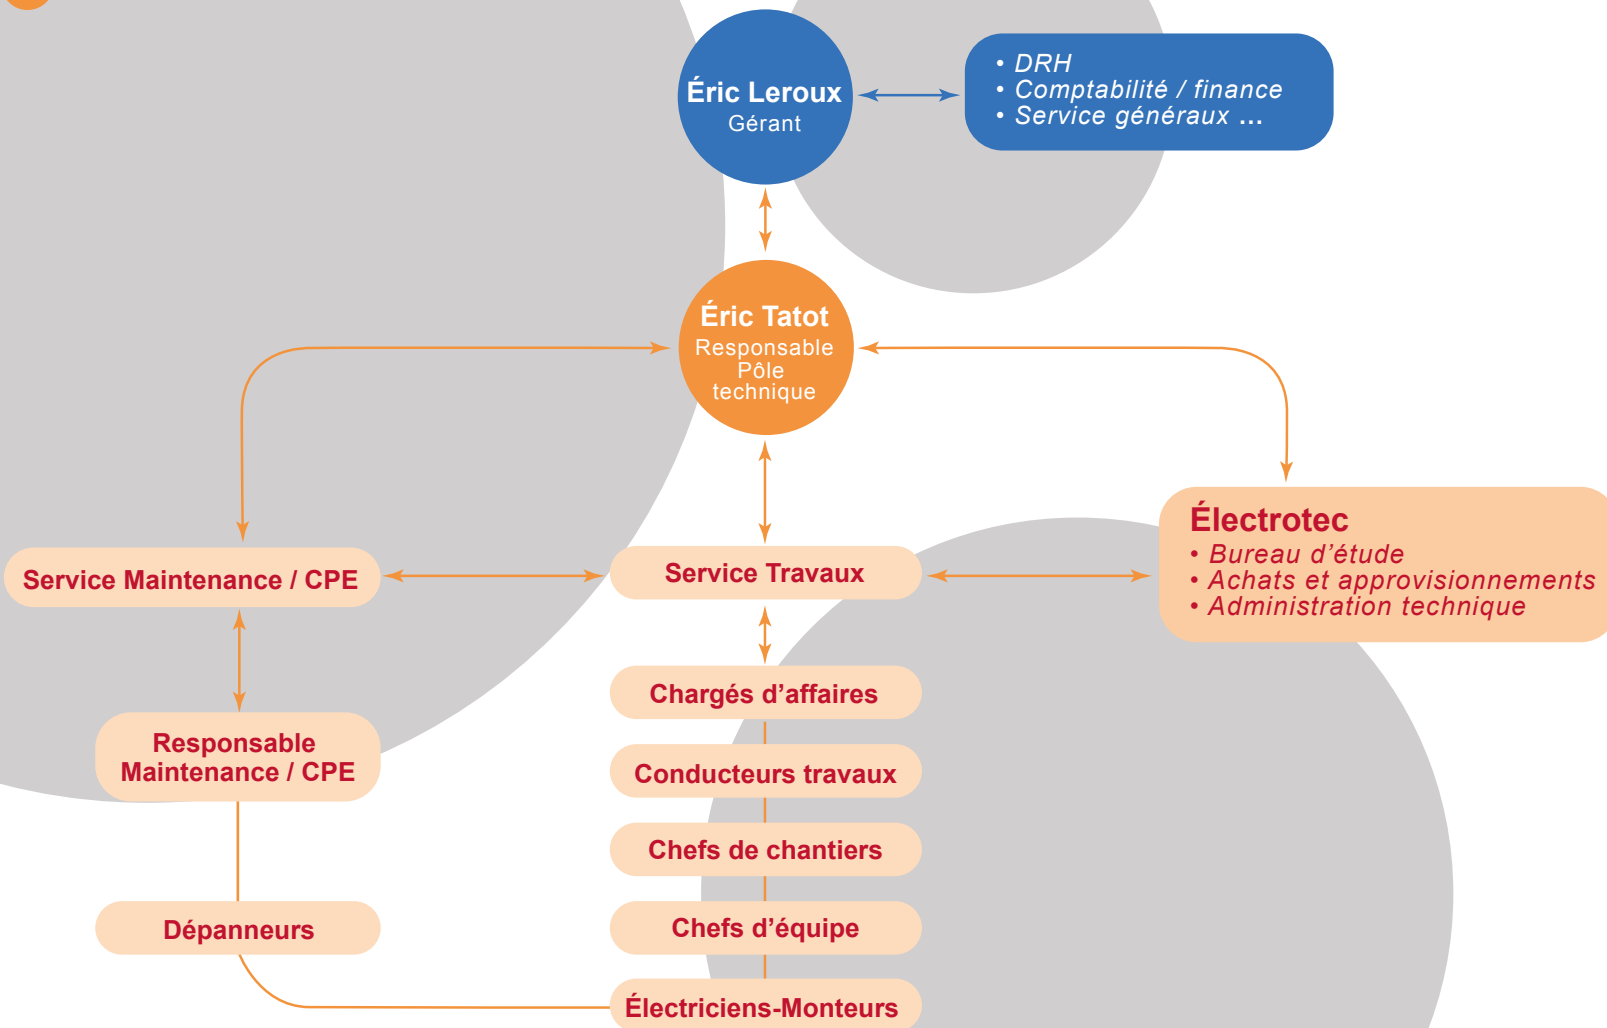 Éric Leroux
Gérant
• DRH
• Comptabilité / finance
• Service généraux ...
Éric Tatot
Responsable
Pôle
technique
Service Maintenance / CPE
Service Travaux
Électrotec
• Bureau d’étude
• Achats et approvisionnements
• Administration technique
Responsable
Maintenance / CPE
Dépanneurs
Chargés d’affaires
Conducteurs travaux
Chefs de chantiers
Chefs d’équipe
Électriciens-Monteurs